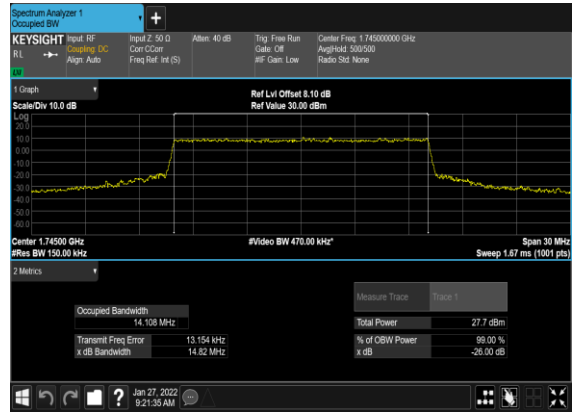 Spectrum Analyzer 1
Occupied BW
+
KEYSIGHT Input: RF Input Z: 50 Ω Atten: 40 dB Trig: Free Run Center Freq: 1.745000000 GHz
RL Coupling: DC Corr CCorr Gate: Off Avg|Hold: 500/500
Align: Auto Freq Ref: Int (S) #IF Gain: Low Radio Std: None
LW
1 Graph
Ref Lvl Offset 8.10 dB
Scale/Div 10.0 dB Ref Value 30.00 dBm
Log
20.0
10.0
0.00
-10.0
-20.0
-30.0
-40.0
-50.0
-60.0
Center 1.74500 GHz #Video BW 470.00 kHz* Span 30 MHz
#Res BW 150.00 kHz Sweep 1.67 ms (1001 pts)
2 Metrics
Measure Trace Trace 1
Occupied Bandwidth
14.108 MHz Total Power 27.7 dBm
Transmit Freq Error 13.154 kHz % of OBW Power 99.00 %
x dB Bandwidth 14.82 MHz x dB -26.00 dB
? Jan 27, 2022
9:21:35 AM